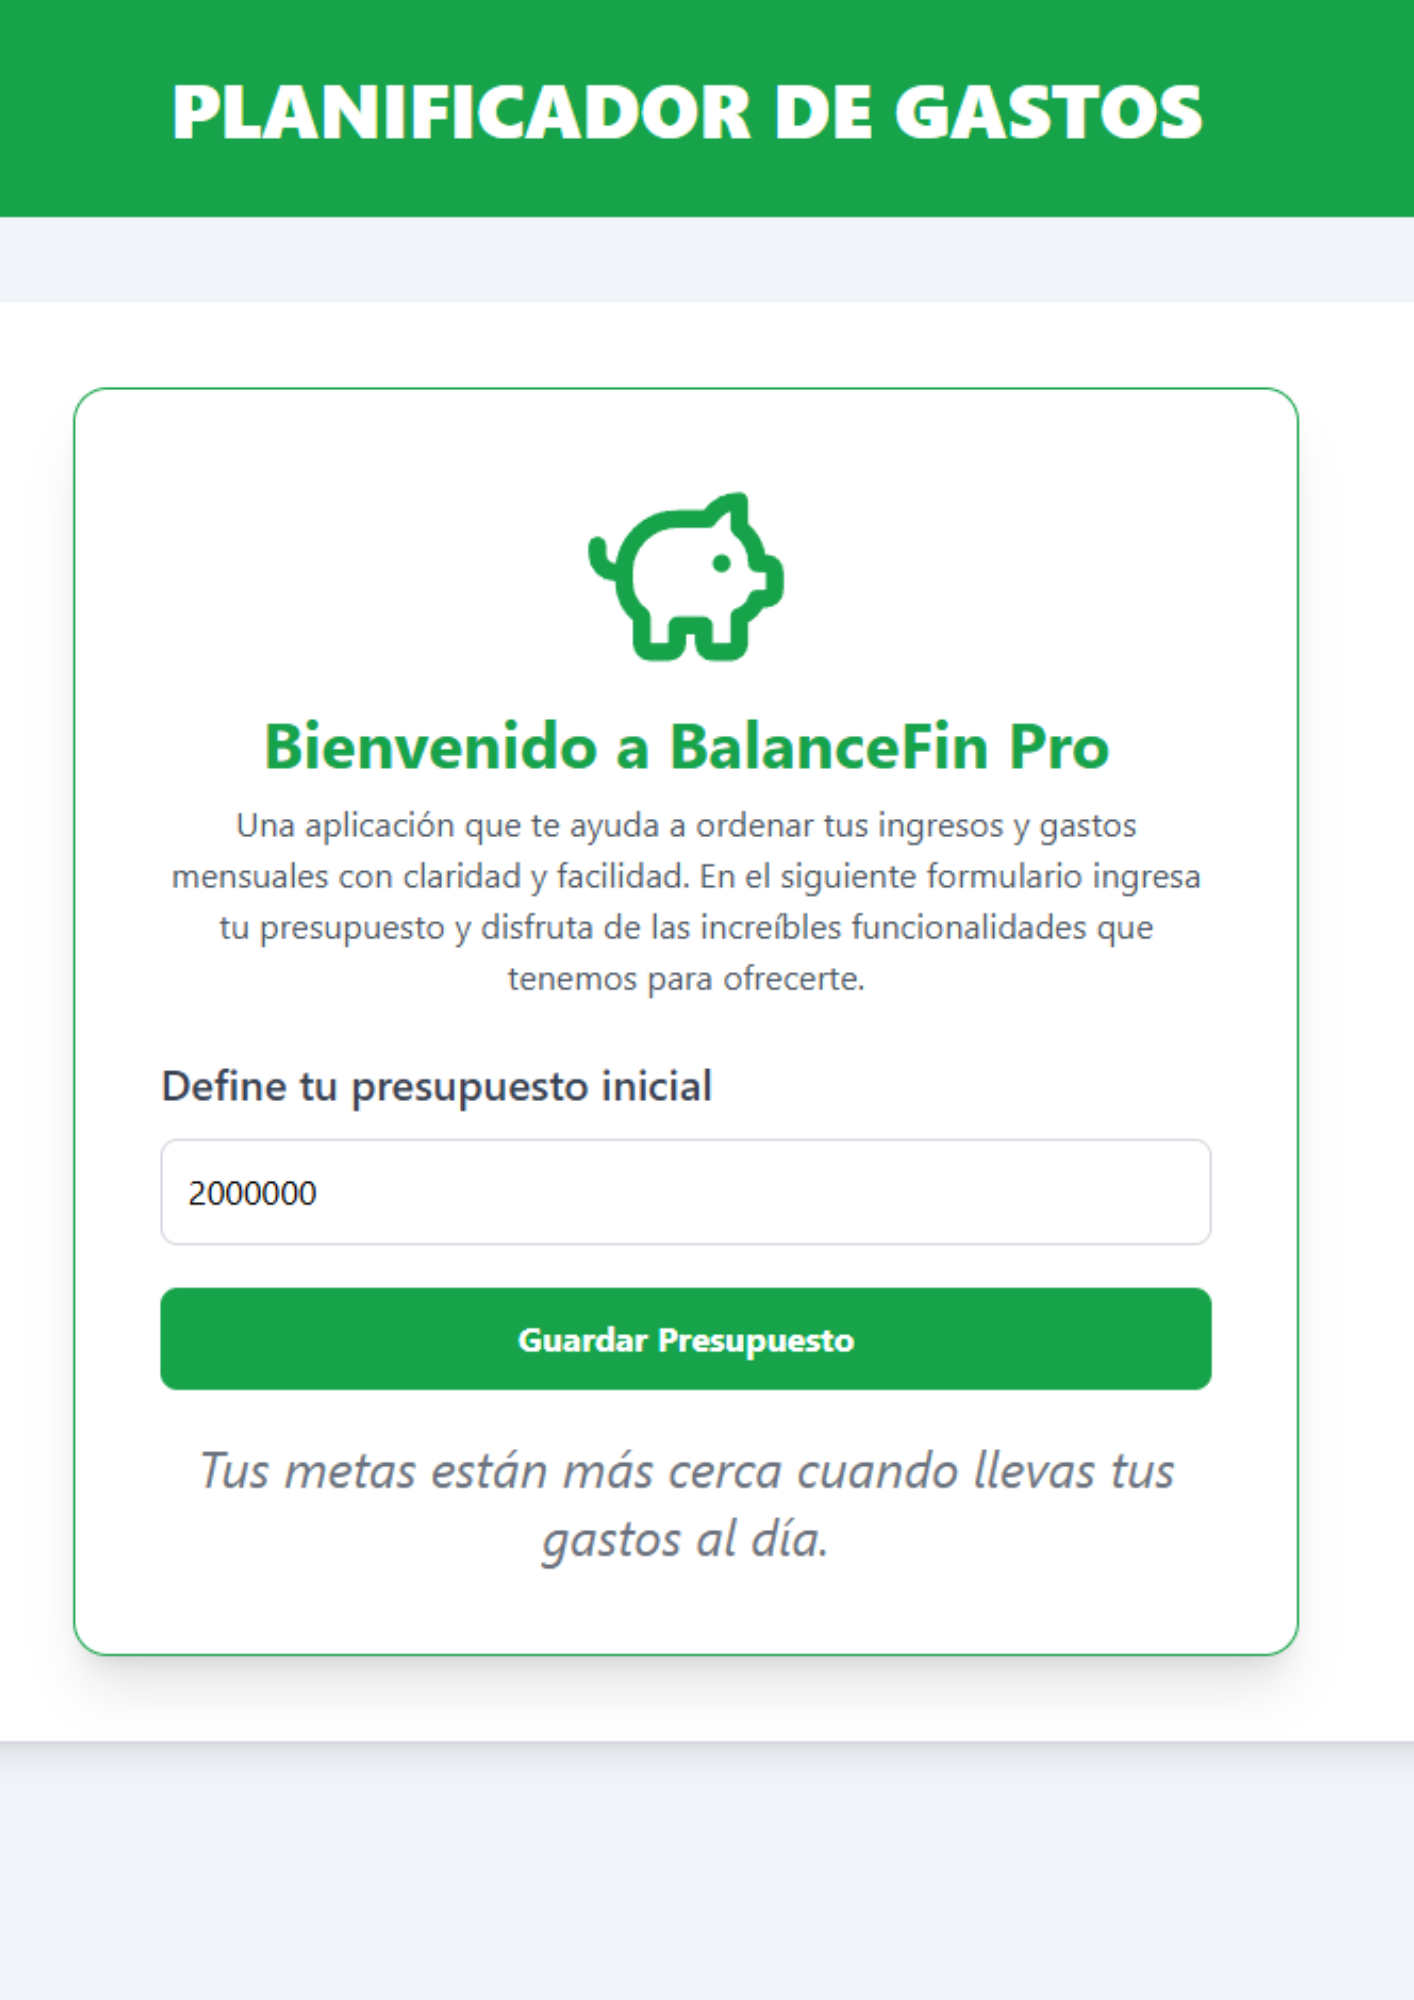 PLANIFICADOR DE GASTOS
Bienvenido a BalanceFin Pro
Una aplicación que te ayuda a ordenar tus ingresos y gastos
mensuales con claridad y facilidad. En el siguiente formulario ingresa
tu presupuesto y disfruta de las increíbles funcionalidades que
tenemos para ofrecerte.
Define tu presupuesto inicial
2000000
Guardar Presupuesto
Tus metas están más cerca cuando llevas tus
gastos al día.